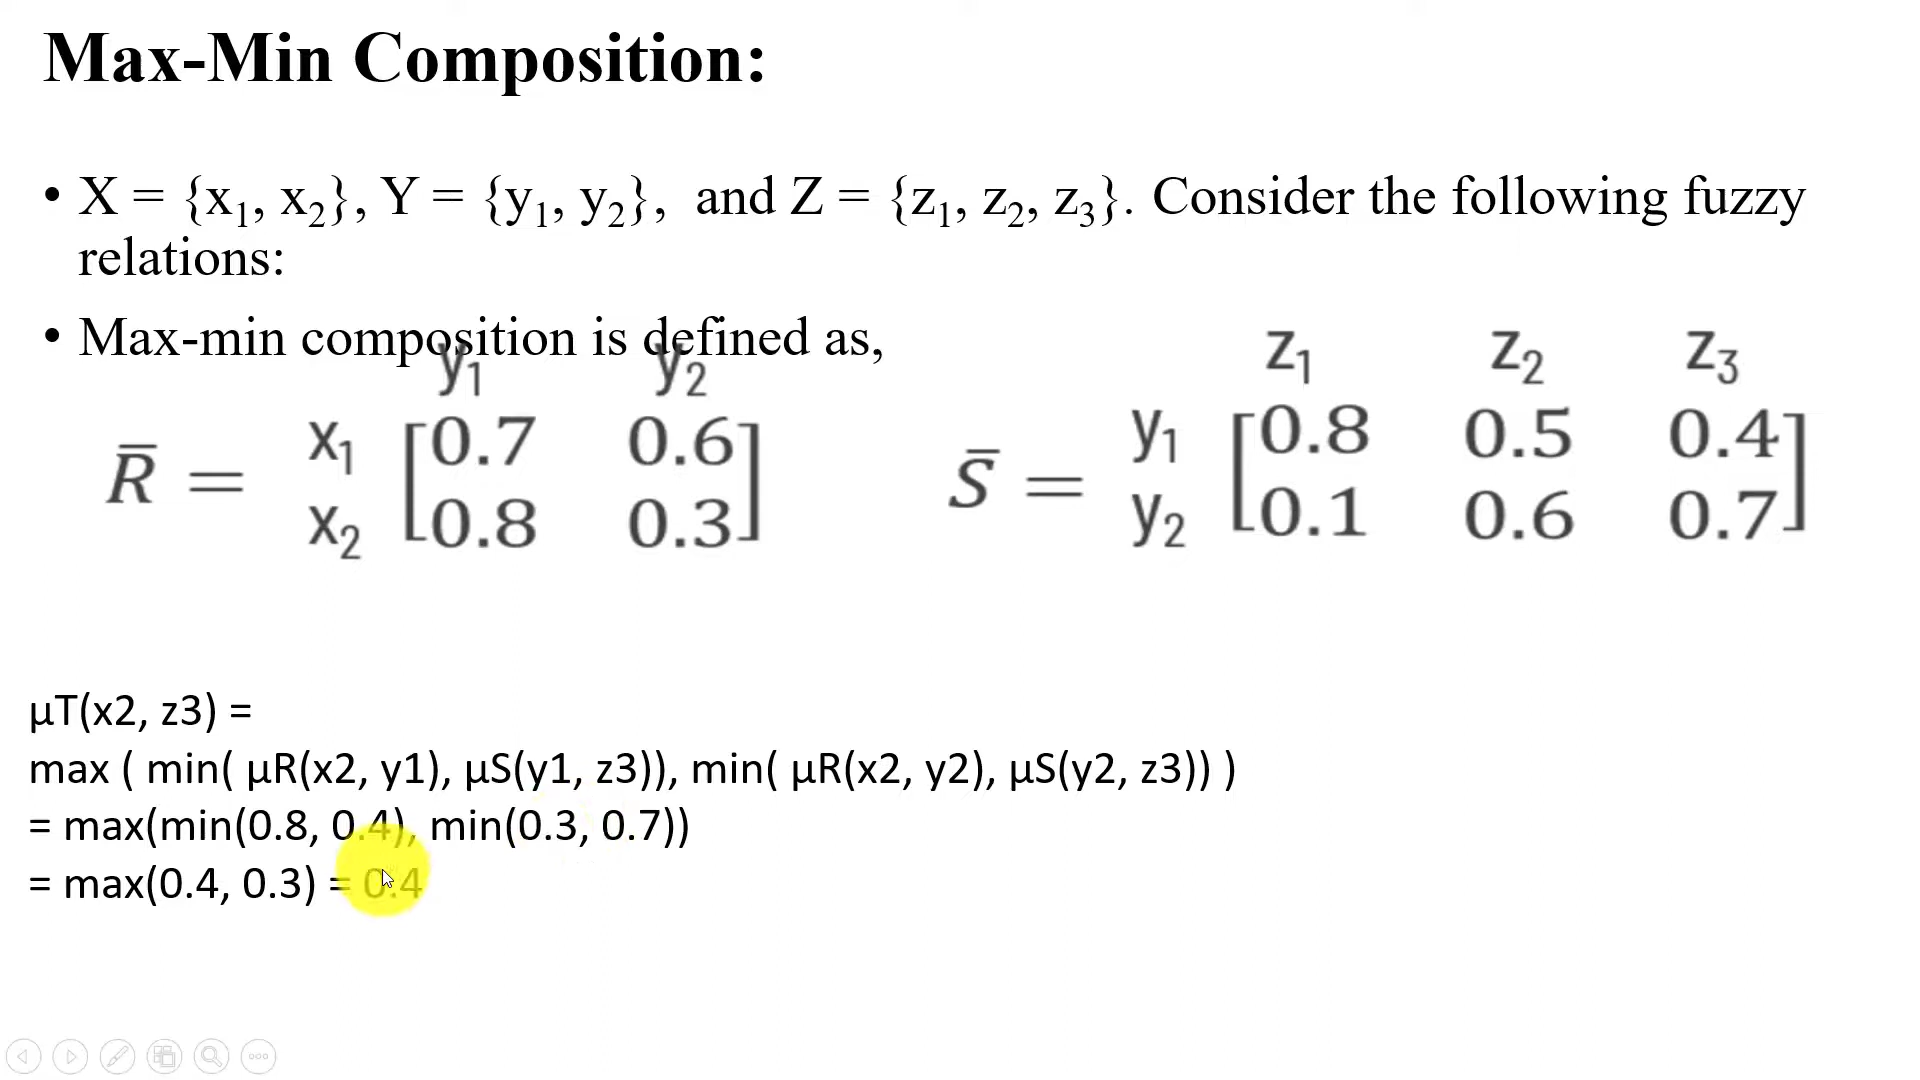 Max-Min Composition:
• X = {x₁, x₂}, Y = {y₁, y₂},  and Z = {z₁, z₂, z₃}. Consider the following fuzzy
relations:
• Max-min composition is defined as,
y₁ y₂
R̄ = x₁ [0.7 0.6]
x₂ [0.8 0.3]
z₁ z₂ z₃
S̄ = y₁ [0.8 0.5 0.4]
y₂ [0.1 0.6 0.7]
µT(x2, z3) =
max ( min( µR(x2, y1), µS(y1, z3)), min( µR(x2, y2), µS(y2, z3)) )
= max(min(0.8, 0.4), min(0.3, 0.7))
= max(0.4, 0.3) = 0.4